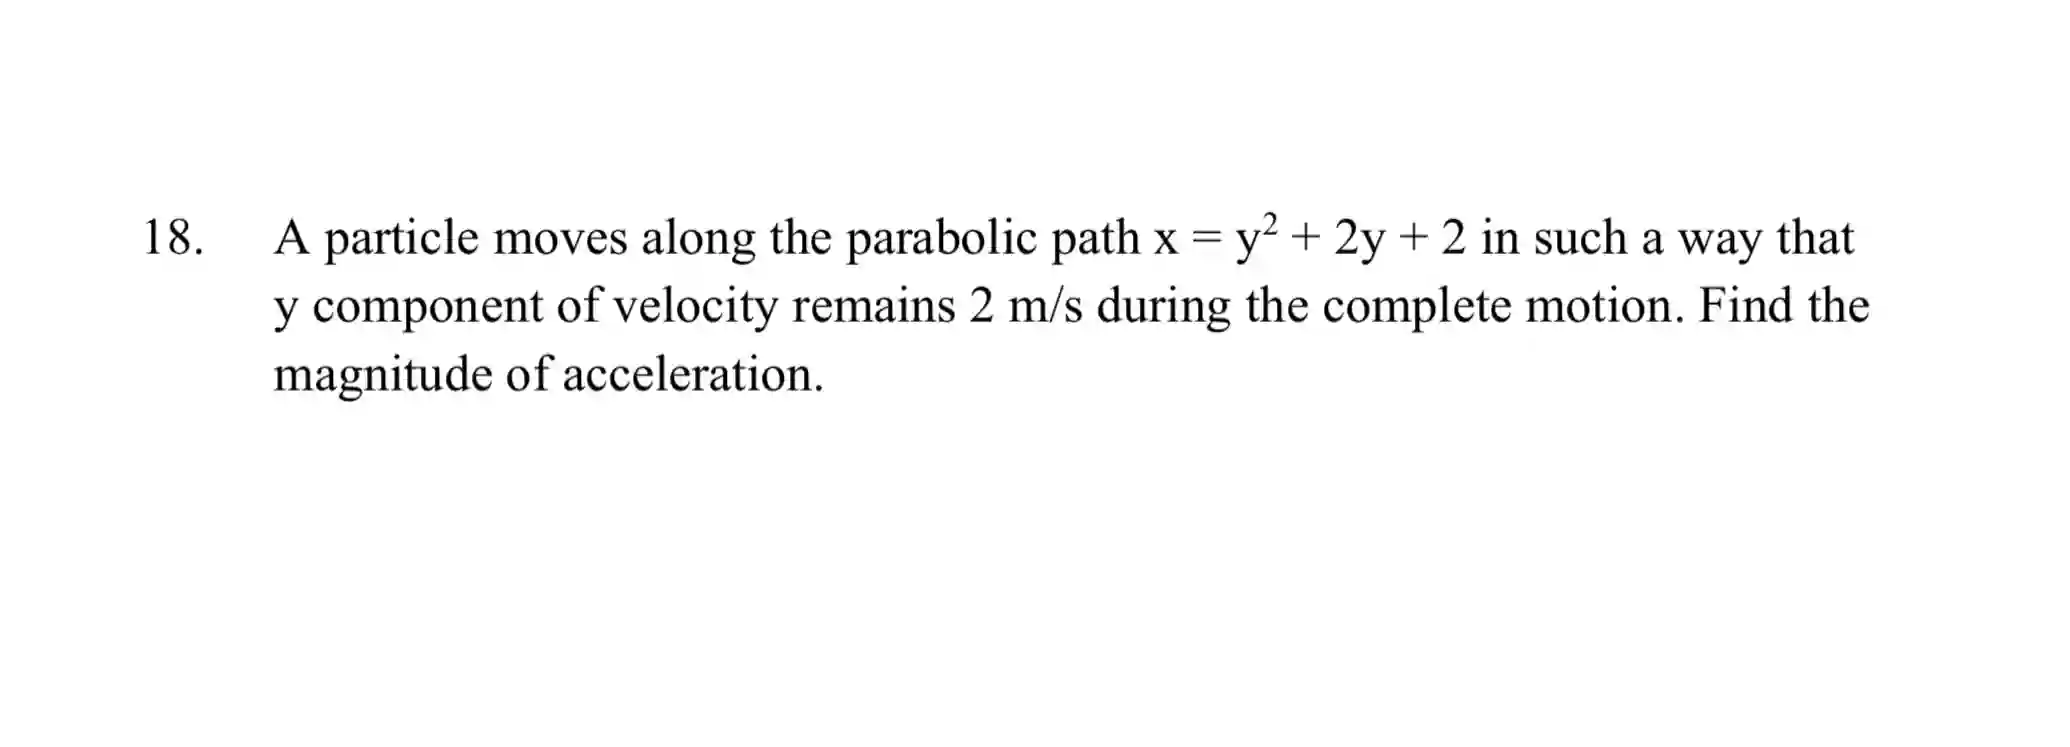 18. A particle moves along the parabolic path x = y² + 2y + 2 in such a way that
y component of velocity remains 2 m/s during the complete motion. Find the
magnitude of acceleration.